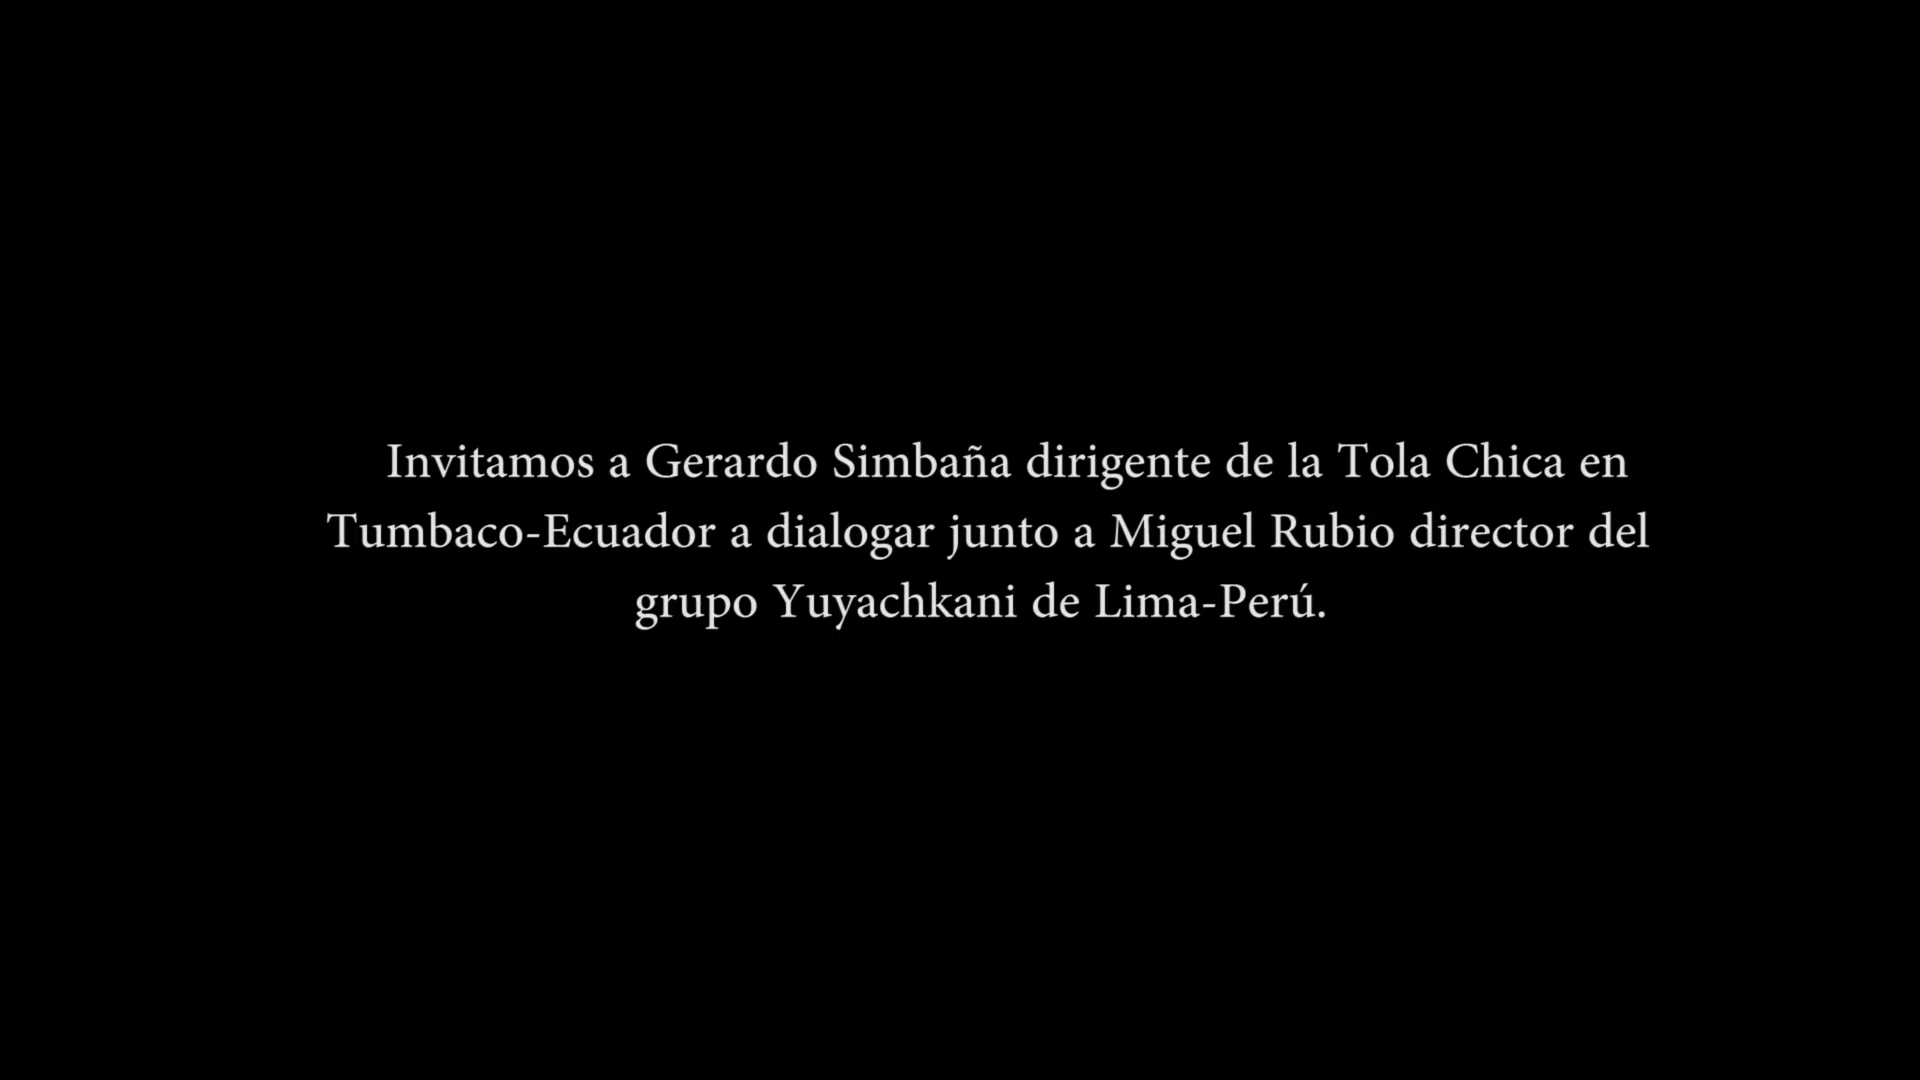 Invitamos a Gerardo Simbaña dirigente de la Tola Chica en
Tumbaco-Ecuador a dialogar junto a Miguel Rubio director del
grupo Yuyachkani de Lima-Perú.